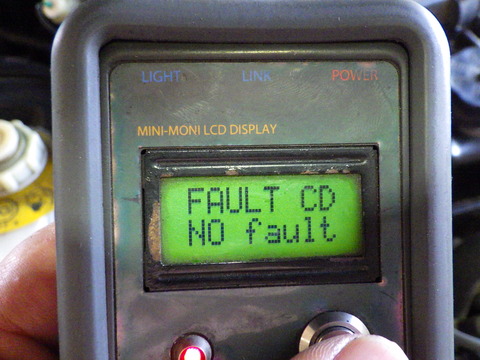 LIGHT LINK POWER
MINI-MONI LCD DISPLAY
FAULT CD
NO fault